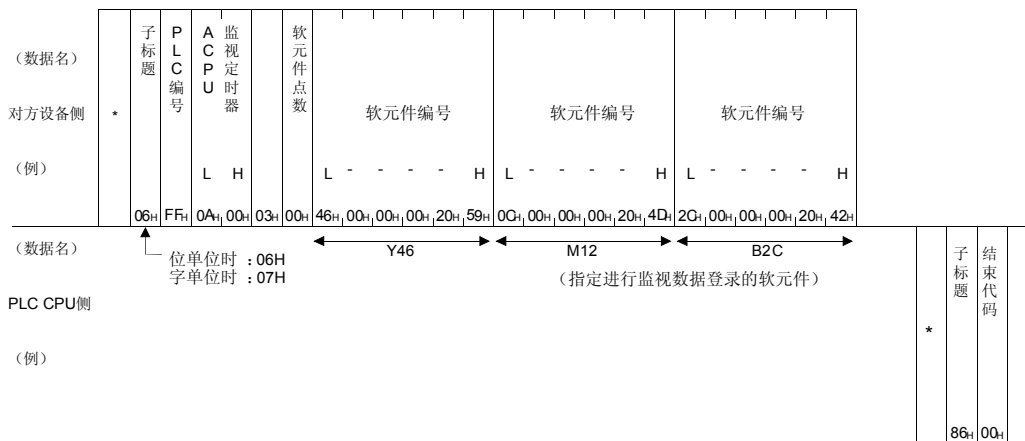 （数据名）
对方设备侧
（例）
*
子标题
PLC编号
ACPU
监视定时器
软元件点数
软元件编号
软元件编号
软元件编号
L H L - - - - H L - - - - H L - - - - H
06H FFH 0AH 00H 03H 00H 46H 00H 00H 00H 20H 59H 0CH 00H 00H 00H 20H 4DH 2CH 00H 00H 00H 20H 42H
（数据名）
PLC CPU侧
（例）
位单位时 ：06H
字单位时 ：07H
Y46
M12
B2C
（指定进行监视数据登录的软元件）
*
子标题
结束代码
86H 00H